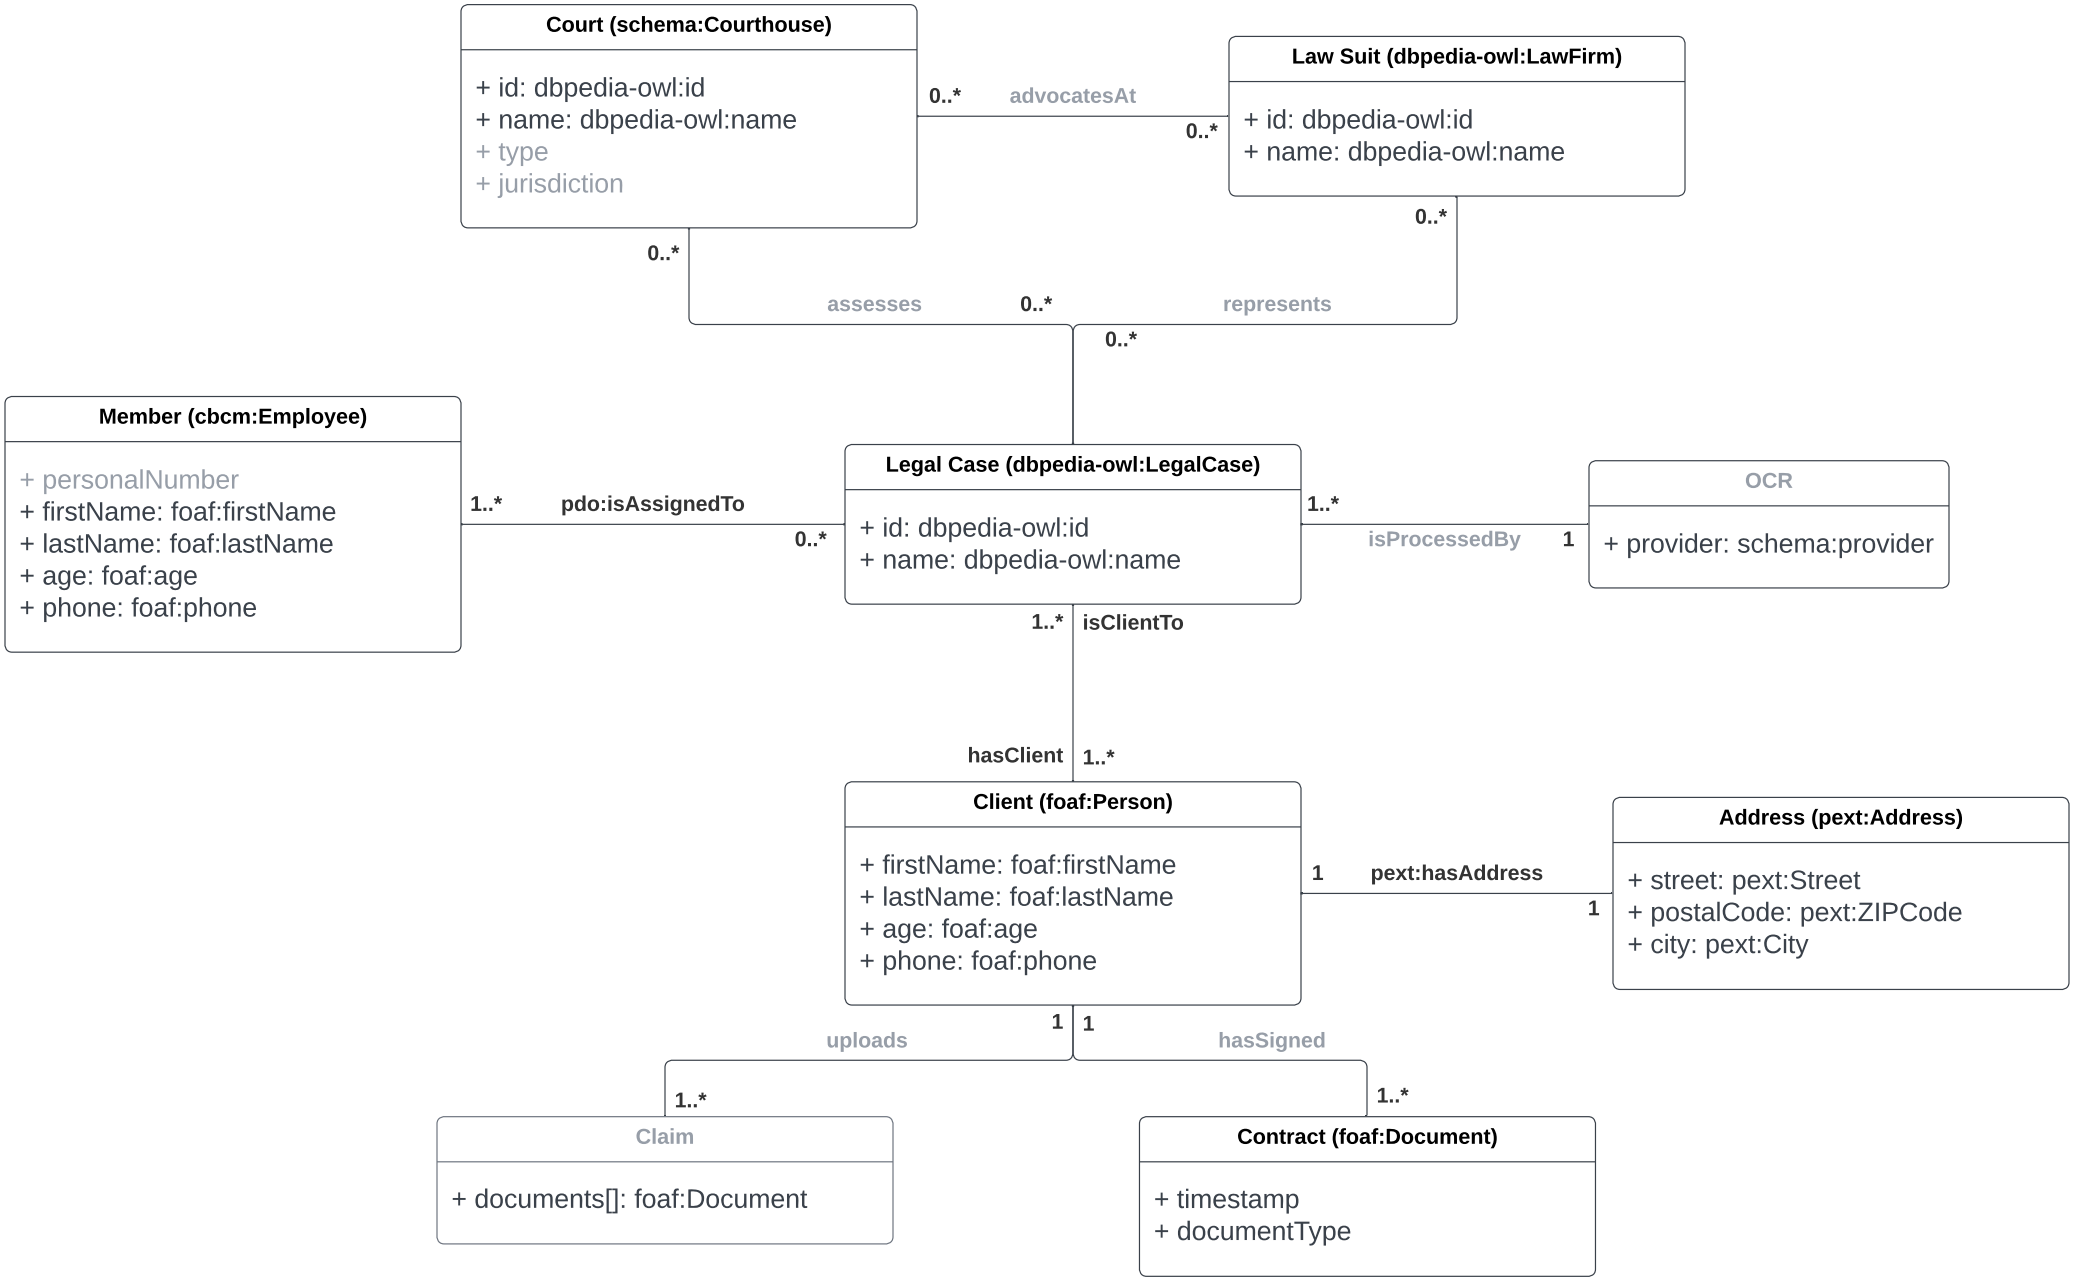 Court (schema:Courthouse)
+ id: dbpedia-owl:id
+ name: dbpedia-owl:name
+ type
+ jurisdiction
0..*
advocatesAt
0..*
Law Suit (dbpedia-owl:LawFirm)
+ id: dbpedia-owl:id
+ name: dbpedia-owl:name
0..*
assesses
0..*
0..*
represents
0..*
Member (cbcm:Employee)
+ personalNumber
+ firstName: foaf:firstName
+ lastName: foaf:lastName
+ age: foaf:age
+ phone: foaf:phone
1..*
pdo:isAssignedTo
0..*
Legal Case (dbpedia-owl:LegalCase)
+ id: dbpedia-owl:id
+ name: dbpedia-owl:name
1..*
isProcessedBy
1
OCR
+ provider: schema:provider
1..*
isClientTo
hasClient
1..*
Client (foaf:Person)
+ firstName: foaf:firstName
+ lastName: foaf:lastName
+ age: foaf:age
+ phone: foaf:phone
1
pext:hasAddress
1
Address (pext:Address)
+ street: pext:Street
+ postalCode: pext:ZIPCode
+ city: pext:City
1
uploads
1..*
1
hasSigned
1..*
Claim
+ documents[]: foaf:Document
Contract (foaf:Document)
+ timestamp
+ documentType